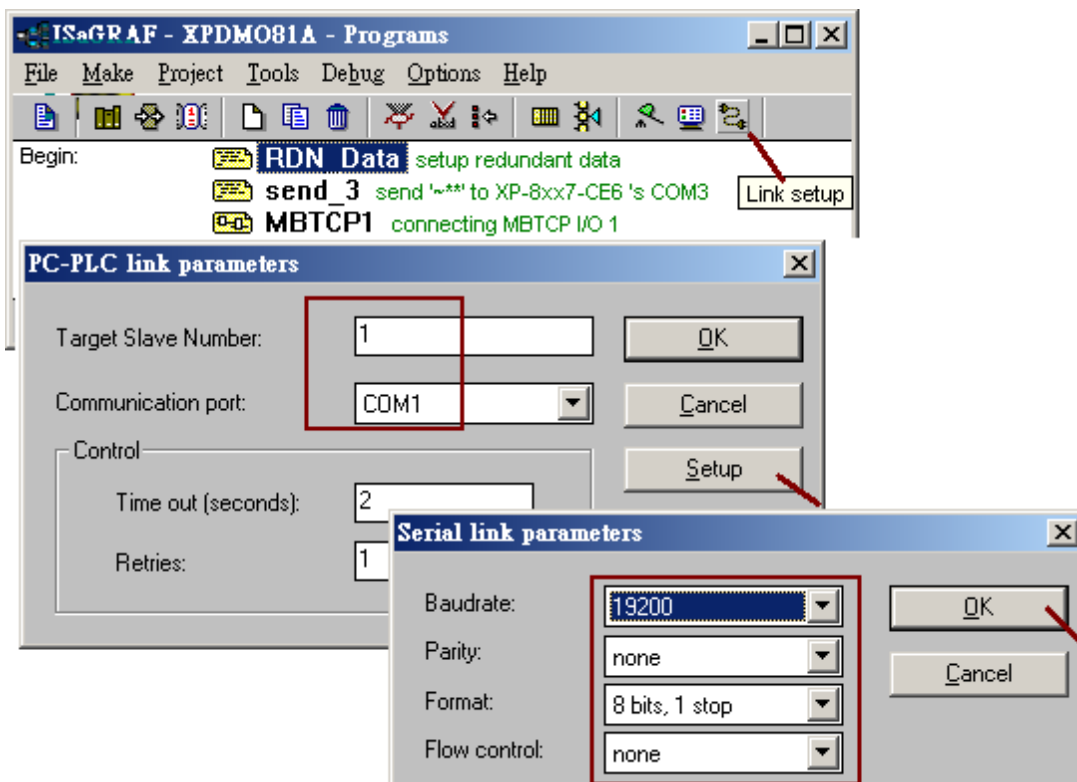 ISaGRAF - XPDMO81A - Programs
File Make Project Tools Debug Options Help
Begin: RDN_Data setup redundant data
send_3 send '~**' to XP-8xx7-CE6 's COM3
Link setup
MBTCP1 connecting MBTCP I/O 1
PC-PLC link parameters
Target Slave Number: 1 OK
Communication port: COM1 Cancel
Control
Setup
Time out (seconds): 2
Retries: 1
Serial link parameters
Baudrate: 19200 OK
Parity: none
Cancel
Format: 8 bits, 1 stop
Flow control: none